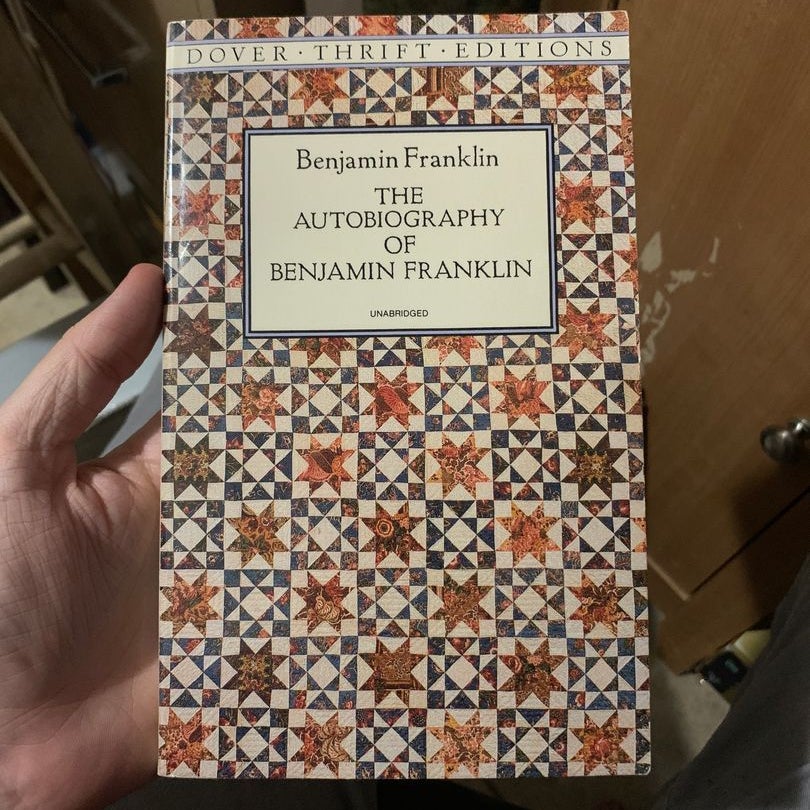 DOVER · THRIFT · EDITIONS
Benjamin Franklin
THE
AUTOBIOGRAPHY
OF
BENJAMIN FRANKLIN
UNABRIDGED